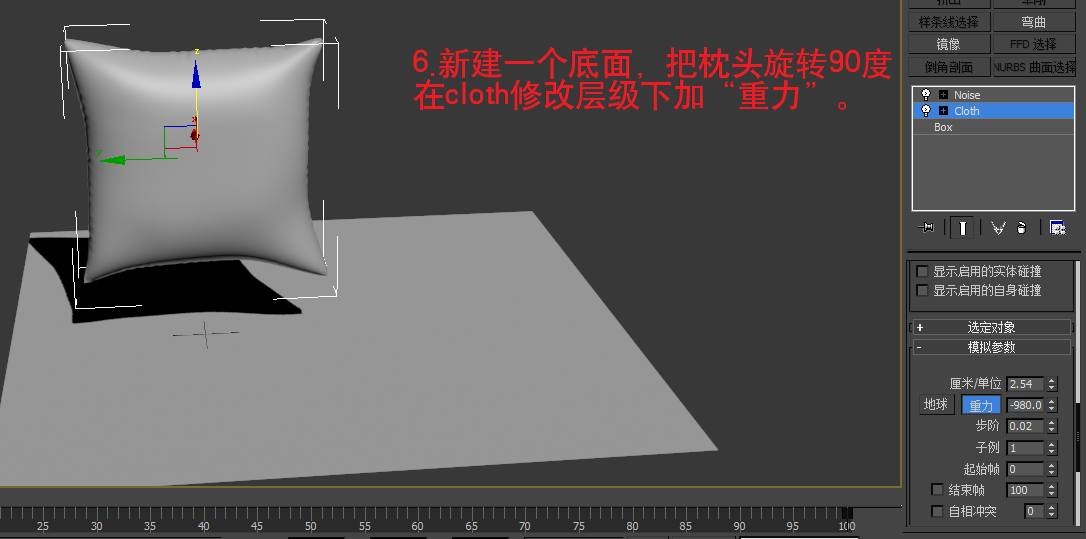 6.新建一个底面，把枕头旋转90度
在cloth修改层级下加“重力”。
样条线选择
弯曲
镜像
FFD 选择
倒角剖面
NURBS 曲面选择
Noise
Cloth
Box
显示启用的实体碰撞
显示启用的自身碰撞
+ 选定对象
- 模拟参数
厘米/单位 2.54
地球 重力 -980.0
步阶 0.02
子例 1
起始帧 0
结束帧 100
自相冲突 0
z
x
25 30 35 40 45 50 55 60 65 70 75 80 85 90 95 100